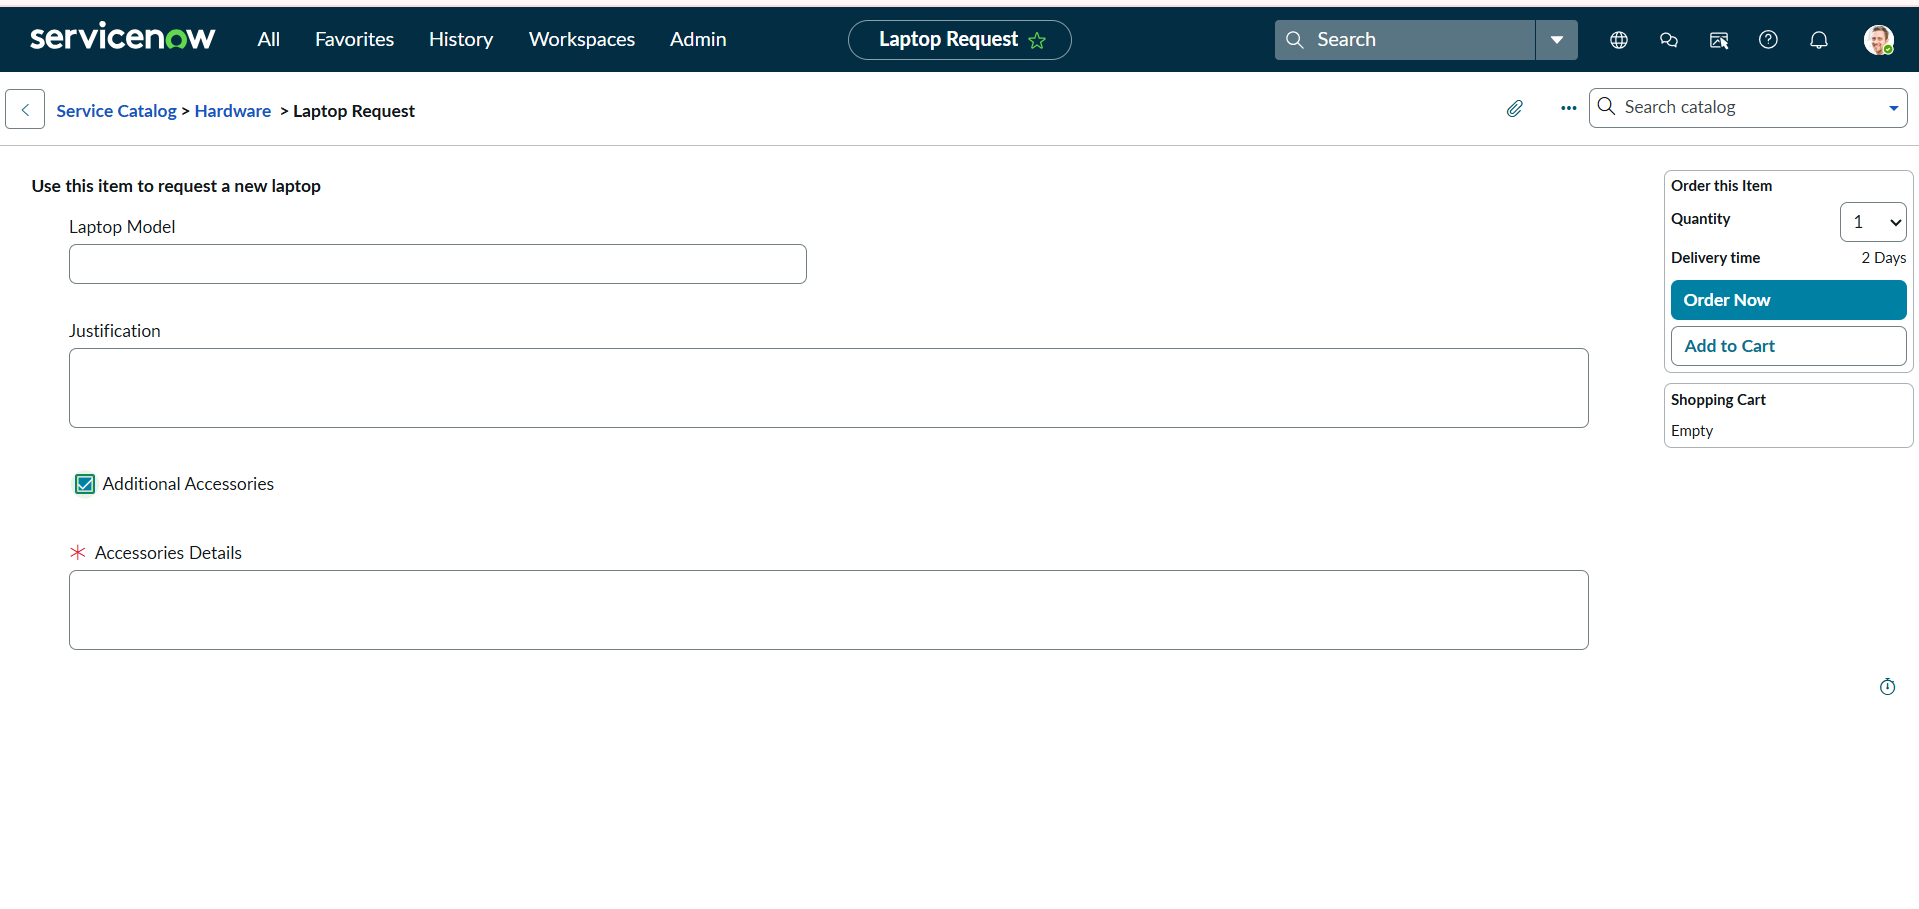 servicenow All Favorites History Workspaces Admin Laptop Request Search
Service Catalog > Hardware > Laptop Request Search catalog
Use this item to request a new laptop
Laptop Model
Justification
Additional Accessories
Accessories Details
Order this Item
Quantity 1
Delivery time 2 Days
Order Now
Add to Cart
Shopping Cart
Empty